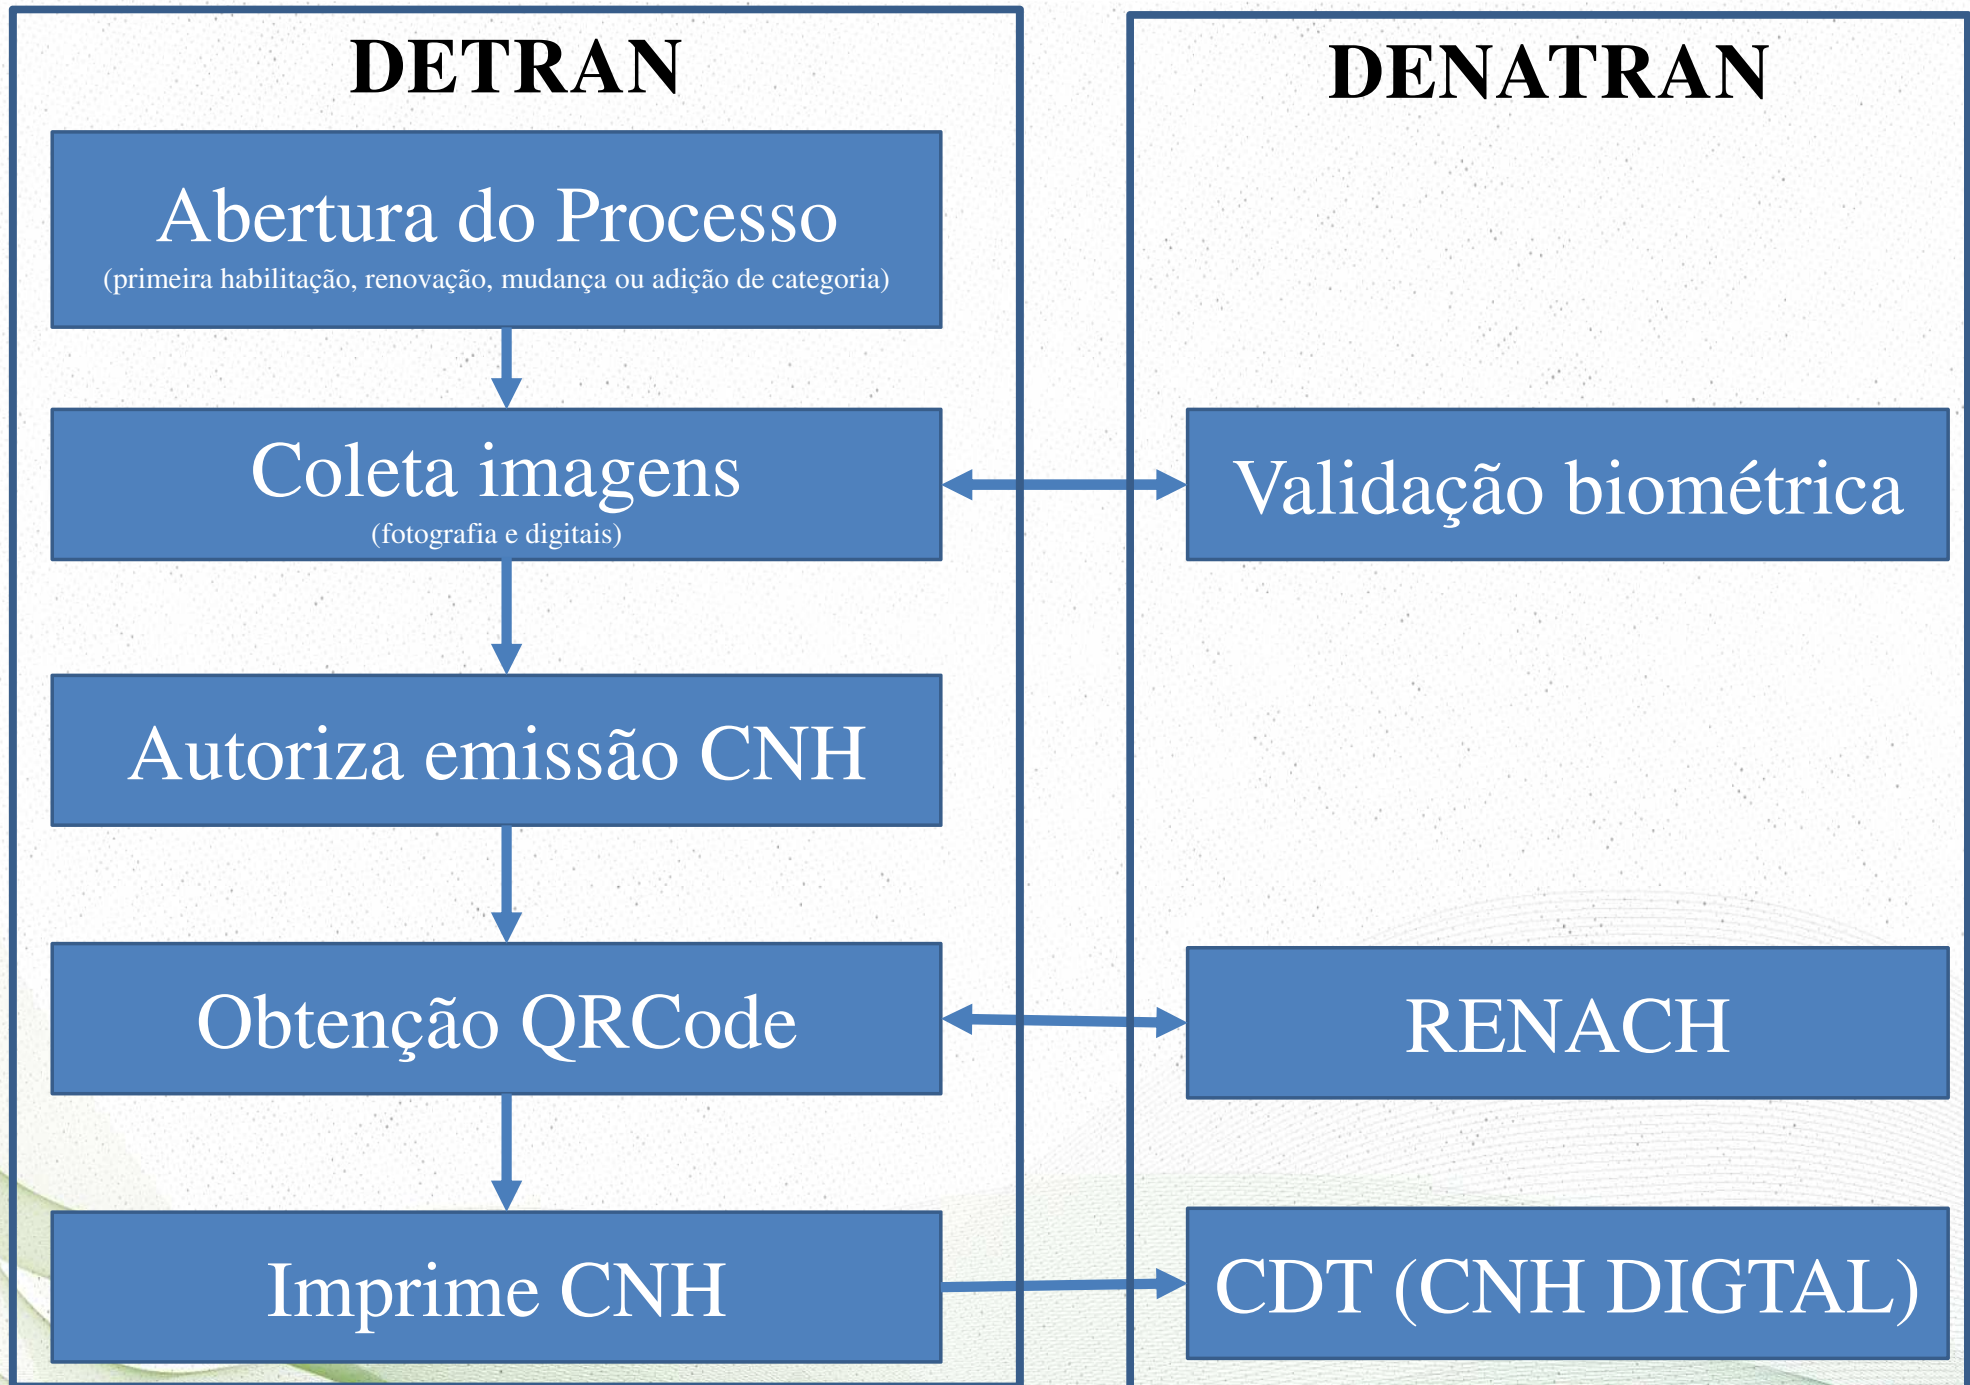 DETRAN
Abertura do Processo
(primeira habilitação, renovação, mudança ou adição de categoria)
Coleta imagens
(fotografia e digitais)
Autoriza emissão CNH
Obtenção QRCode
Imprime CNH
DENATRAN
Validação biométrica
RENACH
CDT (CNH DIGTAL)